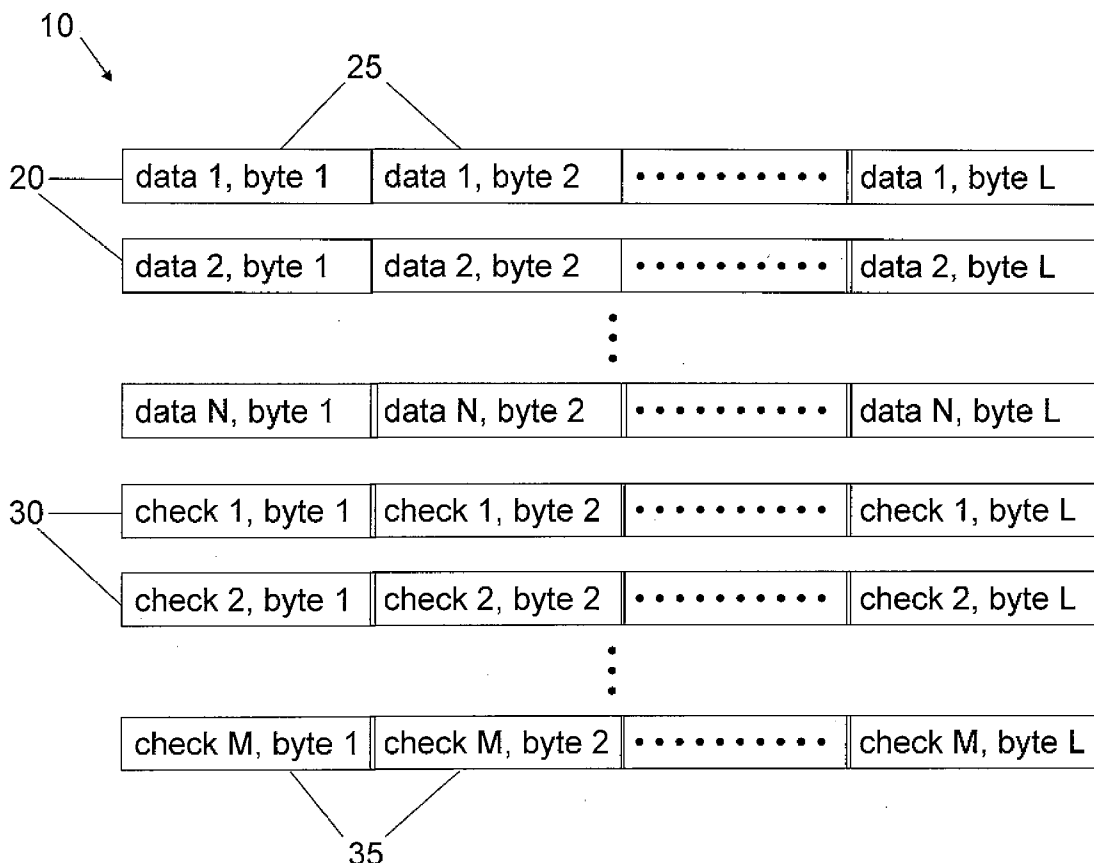 10
25
20 data 1, byte 1 data 1, byte 2 •••••••••• data 1, byte L
data 2, byte 1 data 2, byte 2 •••••••••• data 2, byte L
data N, byte 1 data N, byte 2 •••••••••• data N, byte L
30 check 1, byte 1 check 1, byte 2 •••••••••• check 1, byte L
check 2, byte 1 check 2, byte 2 •••••••••• check 2, byte L
check M, byte 1 check M, byte 2 •••••••••• check M, byte L
35